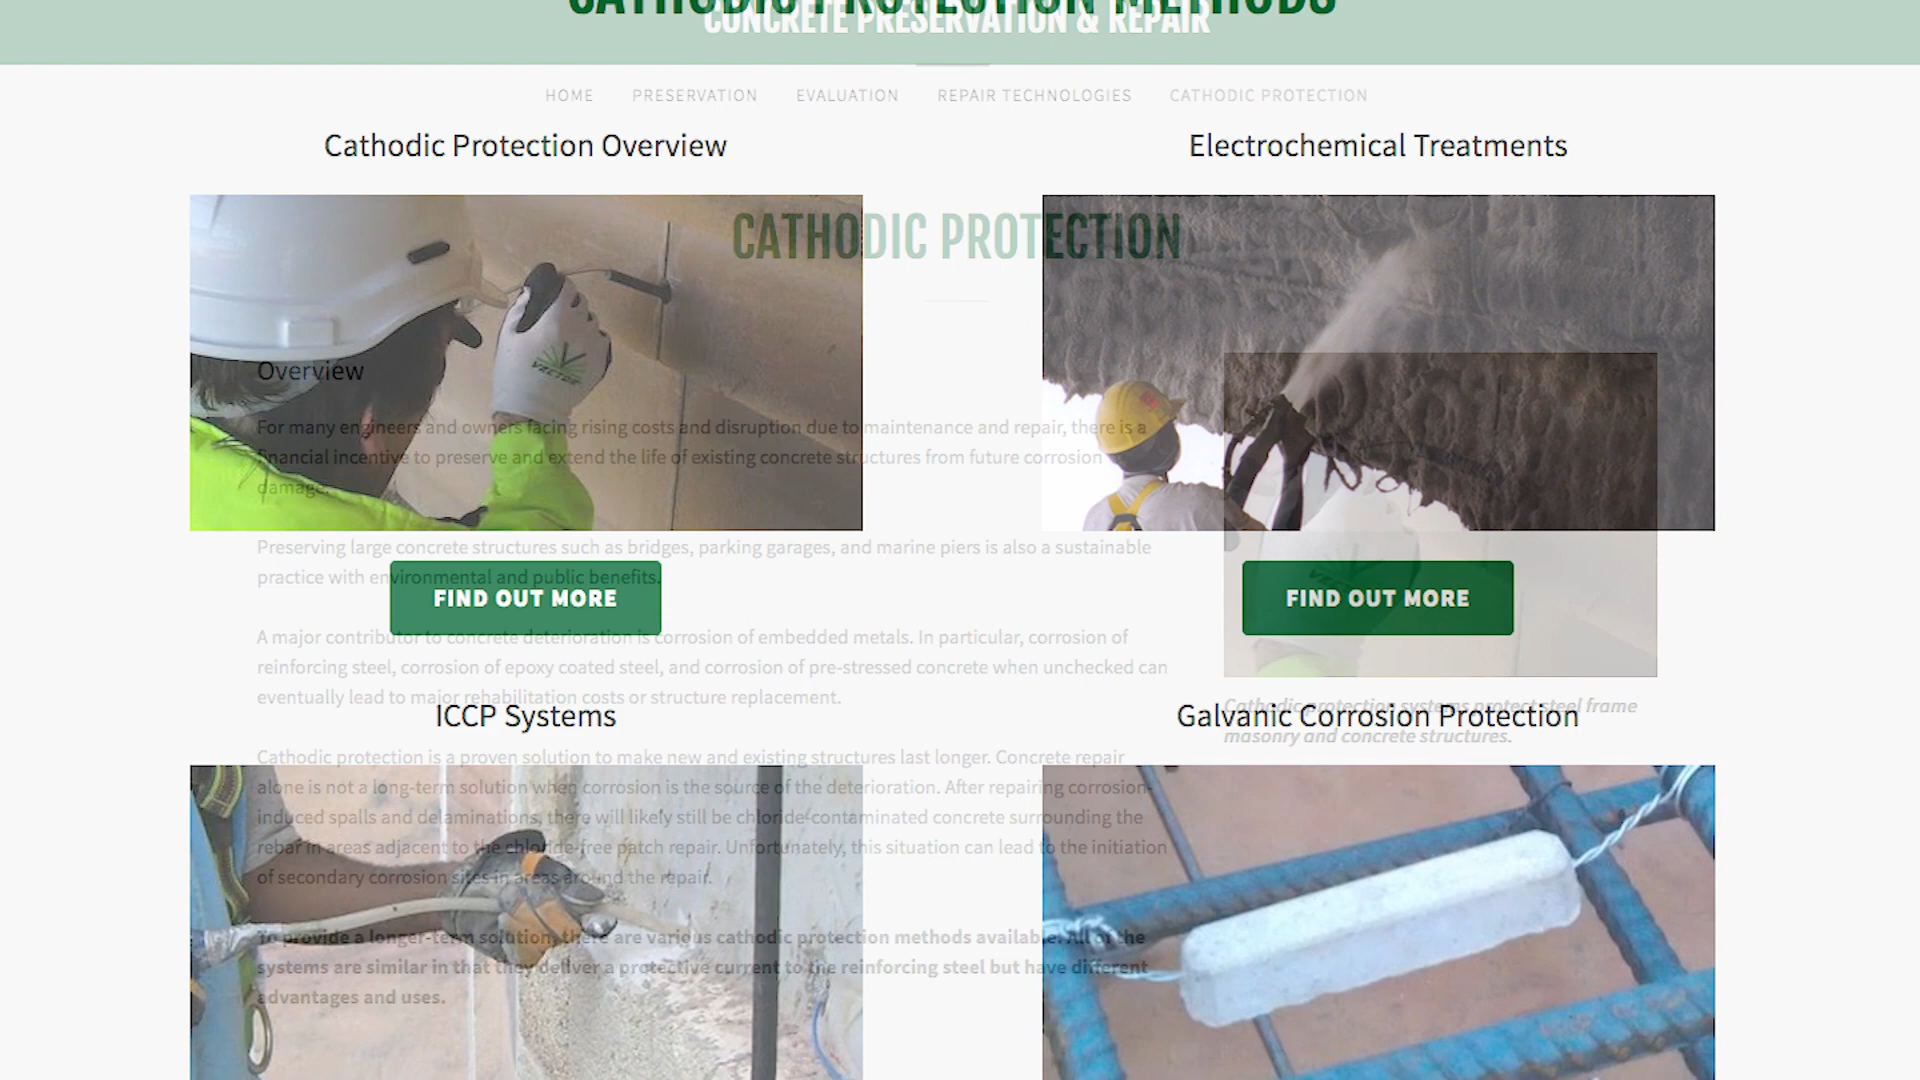 CATHODIC PROTECTION METHODS
CONCRETE PRESERVATION & REPAIR
HOME PRESERVATION EVALUATION REPAIR TECHNOLOGIES CATHODIC PROTECTION
Cathodic Protection Overview
Electrochemical Treatments
CATHODIC PROTECTION
VECTOR
Overview
For many engineers and owners facing rising costs and disruption due to maintenance and repair, there is a
financial incentive to preserve and extend the life of existing concrete structures from future corrosion
damage.
Preserving large concrete structures such as bridges, parking garages, and marine piers is also a sustainable
practice with environmental and public benefits.
FIND OUT MORE
FIND OUT MORE
A major contributor to concrete deterioration is corrosion of embedded metals. In particular, corrosion of
reinforcing steel, corrosion of epoxy coated steel, and corrosion of pre-stressed concrete when unchecked can
eventually lead to major rehabilitation costs or structure replacement.
Cathodic protection systems protect steel frame
masonry and concrete structures.
ICCP Systems
Galvanic Corrosion Protection
Cathodic protection is a proven solution to make new and existing structures last longer. Concrete repair
alone is not a long-term solution when corrosion is the source of the deterioration. After repairing corrosion-
induced spalls and delaminations, there will likely still be chloride-contaminated concrete surrounding the
rebar in areas adjacent to the chloride-free patch repair. Unfortunately, this situation can lead to the initiation
of secondary corrosion sites in areas around the repair.
To provide a longer-term solution, there are various cathodic protection methods available. All of the
systems are similar in that they deliver a protective current to the reinforcing steel but have different
advantages and uses.